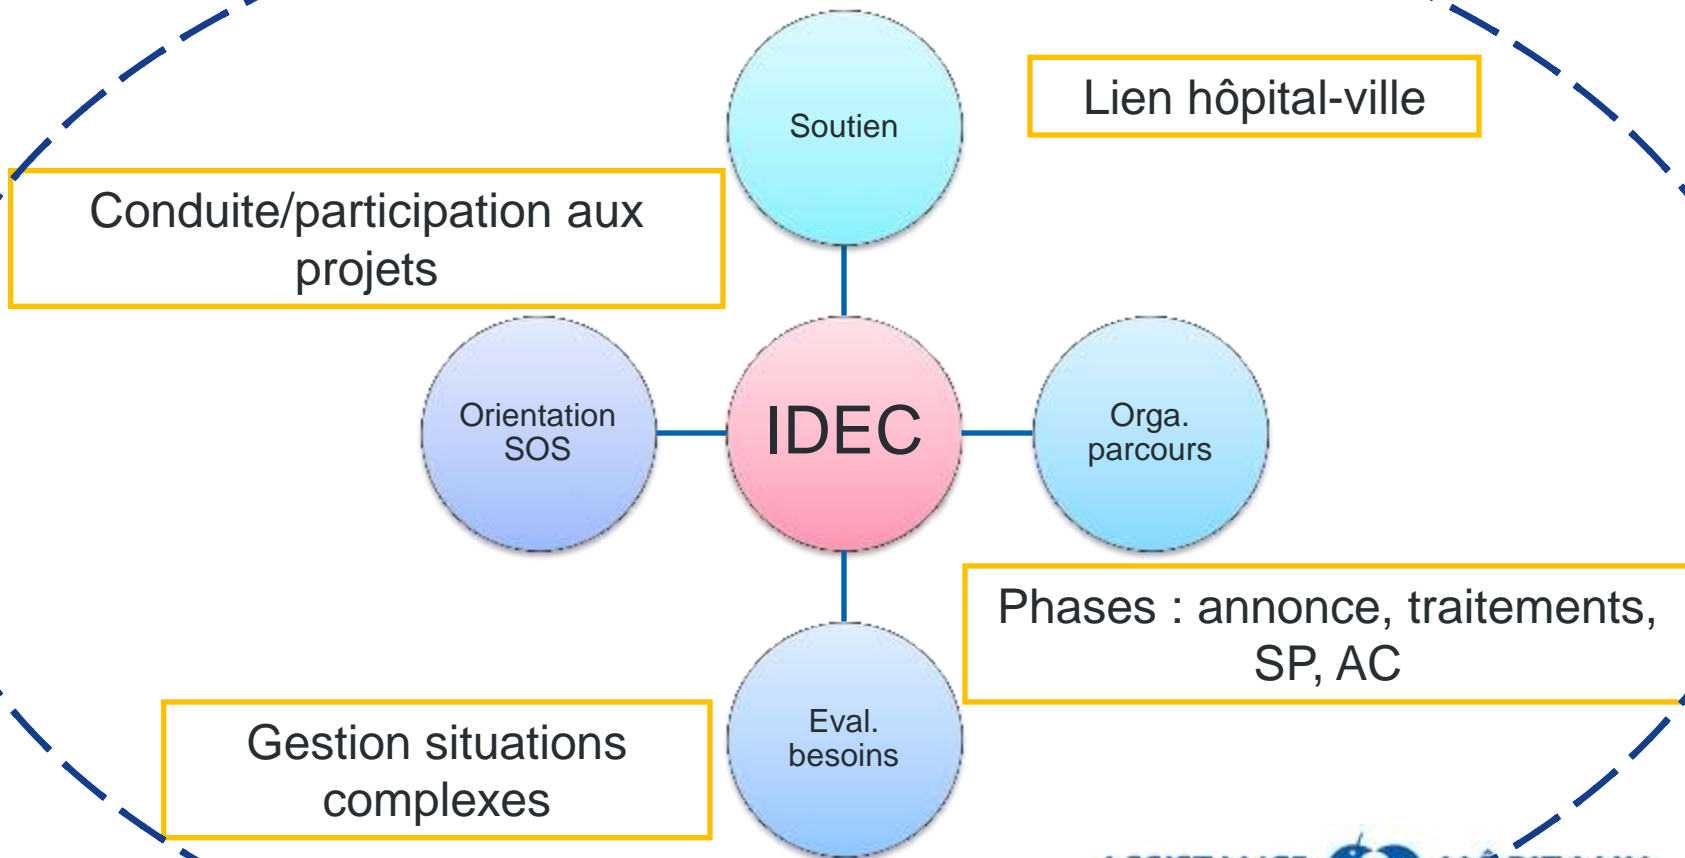 Soutien
Lien hôpital-ville
Conduite/participation aux
projets
Orientation
SOS
IDEC
Orga.
parcours
Phases : annonce, traitements,
SP, AC
Eval.
besoins
Gestion situations
complexes